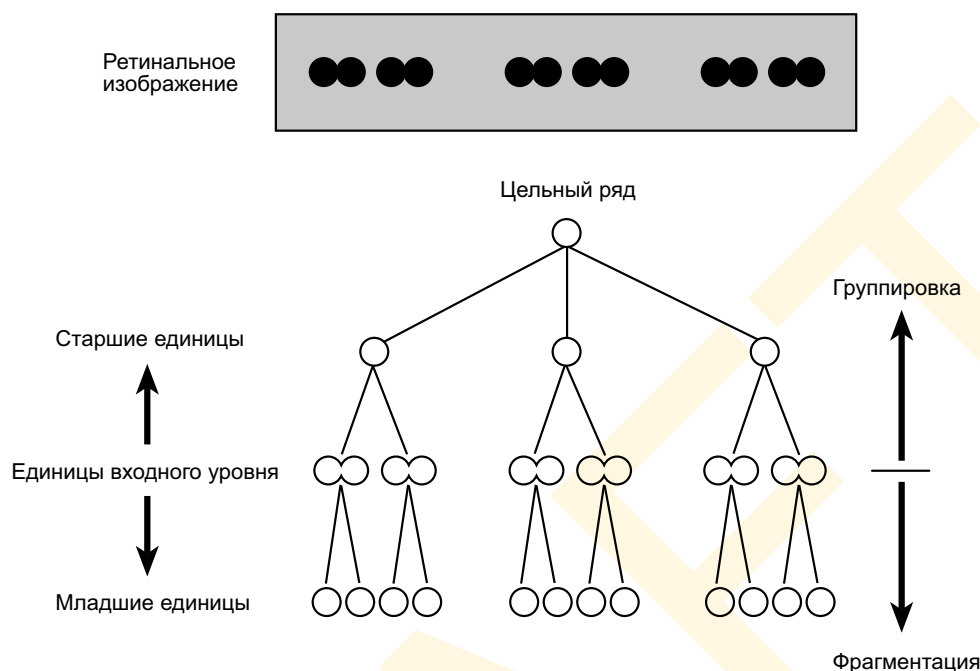 Ретинальное
изображение
Цельный ряд
Группировка
Старшие единицы
Единицы входного уровня
Младшие единицы
Фрагментация